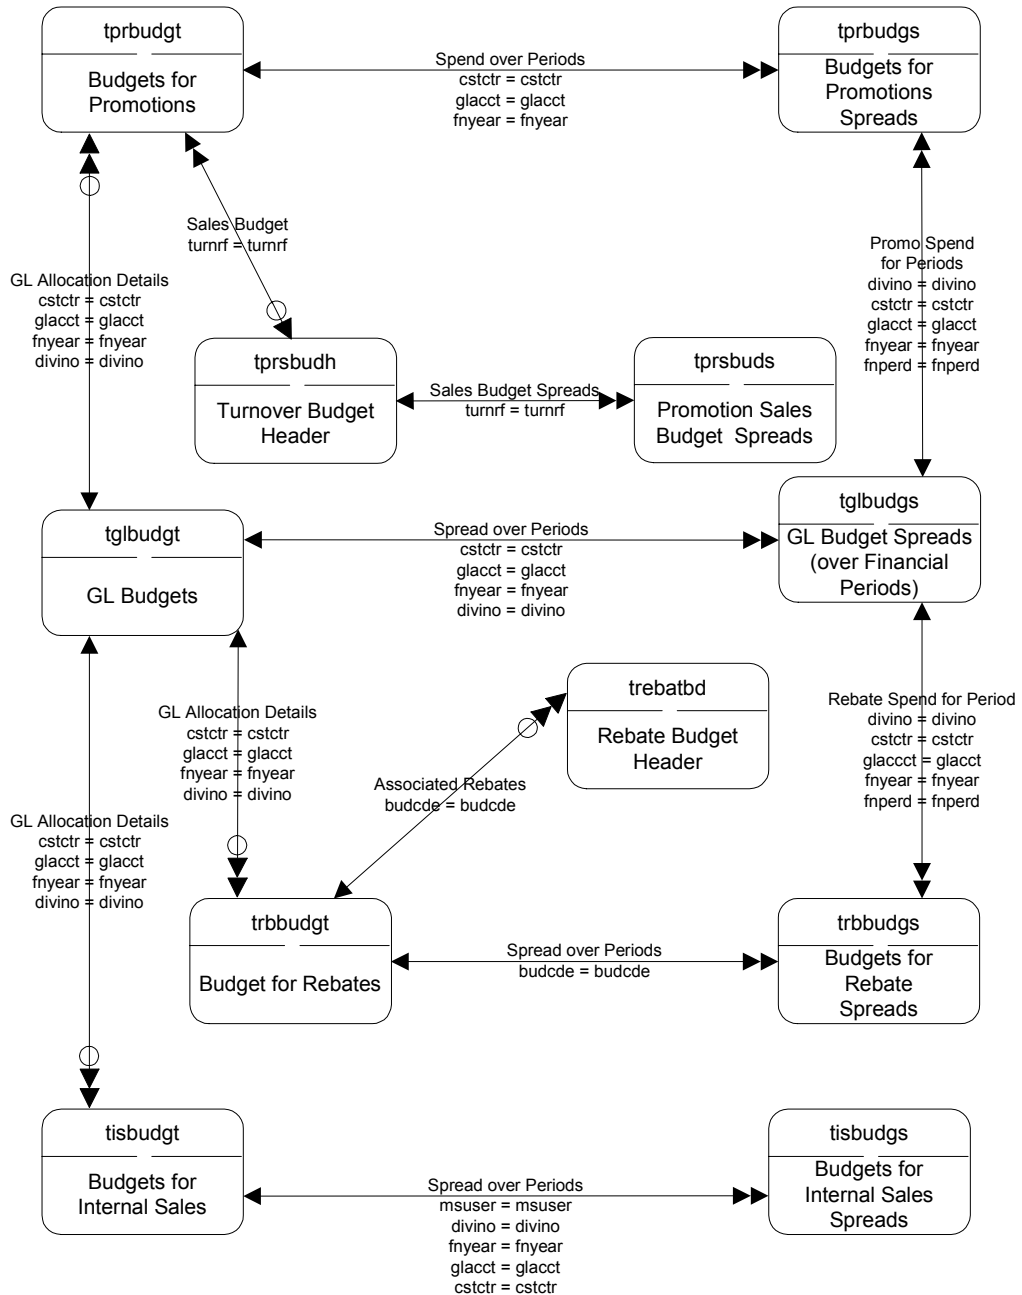 tprbudgt
Budgets for
Promotions
Spend over Periods
cstctr = cstctr
glacct = glacct
fnyear = fnyear
tprbudgs
Budgets for
Promotions
Spreads
Sales Budget
turnrf = turnrf
GL Allocation Details
cstctr = cstctr
glacct = glacct
fnyear = fnyear
divino = divino
Promo Spend
for Periods
divino = divino
cstctr = cstctr
glacct = glacct
fnyear = fnyear
fnperd = fnperd
tprsbudh
Turnover Budget
Header
Sales Budget Spreads
turnrf = turnrf
tprsbuds
Promotion Sales
Budget Spreads
tglbudgt
GL Budgets
Spread over Periods
cstctr = cstctr
glacct = glacct
fnyear = fnyear
divino = divino
tglbudgs
GL Budget Spreads
(over Financial
Periods)
GL Allocation Details
cstctr = cstctr
glacct = glacct
fnyear = fnyear
divino = divino
trebatbd
Rebate Budget
Header
Rebate Spend for Period
divino = divino
cstctr = cstctr
glaccct = glacct
fnyear = fnyear
fnperd = fnperd
Associated Rebates
budcde = budcde
GL Allocation Details
cstctr = cstctr
glacct = glacct
fnyear = fnyear
divino = divino
trbbudgt
Budget for Rebates
Spread over Periods
budcde = budcde
trbbudgs
Budgets for
Rebate
Spreads
tisbudgt
Budgets for
Internal Sales
Spread over Periods
msuser = msuser
divino = divino
fnyear = fnyear
glacct = glacct
cstctr = cstctr
tisbudgs
Budgets for
Internal Sales
Spreads